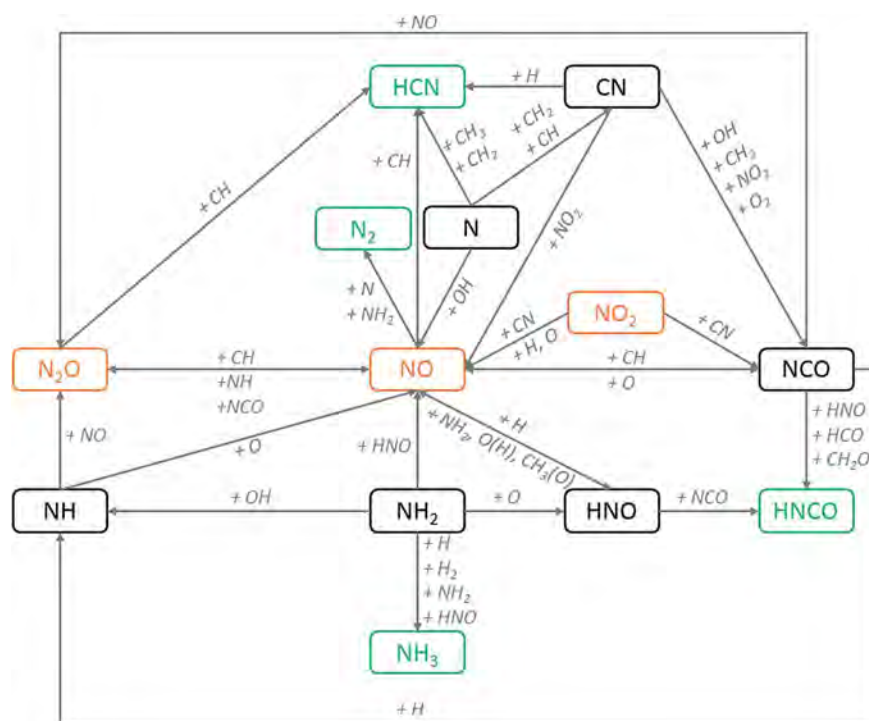 + NO
HCN
+ H
CN
+ CH
+ CH
+ CH₃
+ CH₂
+ CH₂
+ CH
+ OH
+ CH₃
+ NO₂
+ O₂
N₂
N
+ NO₂
+ N
+ NH₂
+ OH
+ CN
+ H, O
NO₂
+ CN
N₂O
+ CH
+NH
+NCO
NO
+ CH
+ O
NCO
+ NO
+ O
+ HNO
+ H
+ NH₂, O(H), CH₃(O)
+ HNO
+ HCO
+ CH₂O
NH
+ OH
NH₂
+ O
HNO
+ NCO
HNCO
+ H
+ H₂
+ NH₂
+ HNO
NH₃
+ H